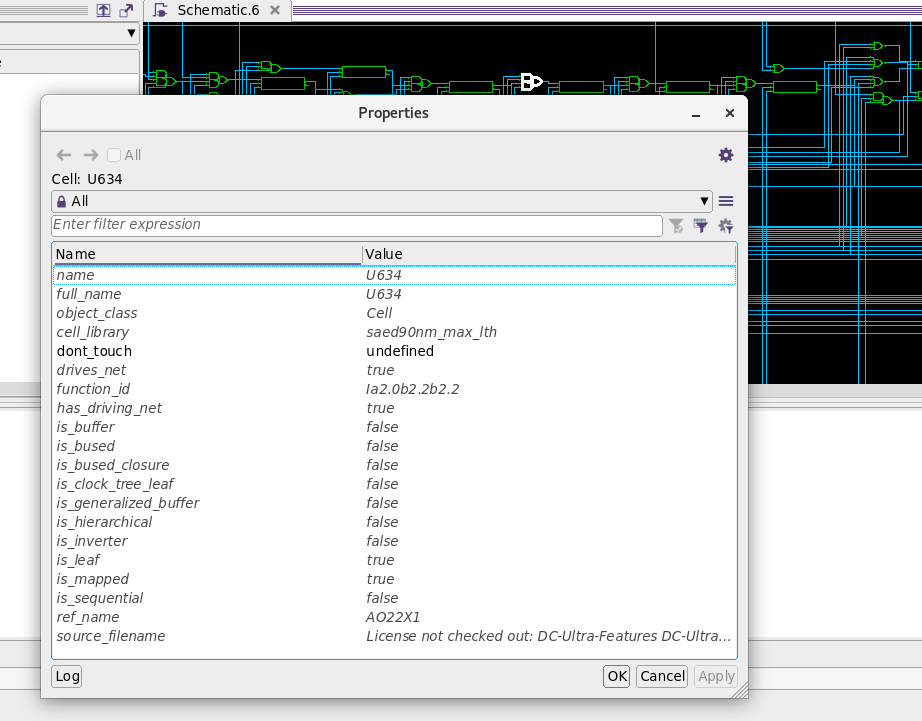 Schematic.6
Properties
All
Cell: U634
All
Enter filter expression
Name Value
name U634
full_name U634
object_class Cell
cell_library saed90nm_max_lth
dont_touch undefined
drives_net true
function_id Ia2.0b2.2b2.2
has_driving_net true
is_buffer false
is_bused false
is_bused_closure false
is_clock_tree_leaf false
is_generalized_buffer false
is_hierarchical false
is_inverter false
is_leaf true
is_mapped true
is_sequential false
ref_name AO22X1
source_filename License not checked out: DC-Ultra-Features DC-Ultra...
Log OK Cancel Apply